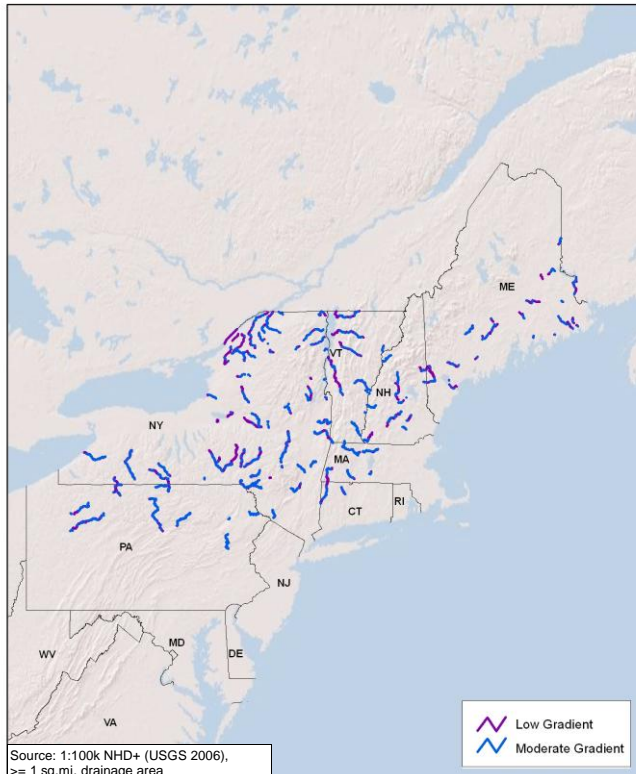 ME
VT
NH
NY
MA
CT
RI
PA
NJ
MD
DE
WV
VA
Low Gradient
Moderate Gradient
Source: 1:100k NHD+ (USGS 2006),
>= 1 sq.mi. drainage area